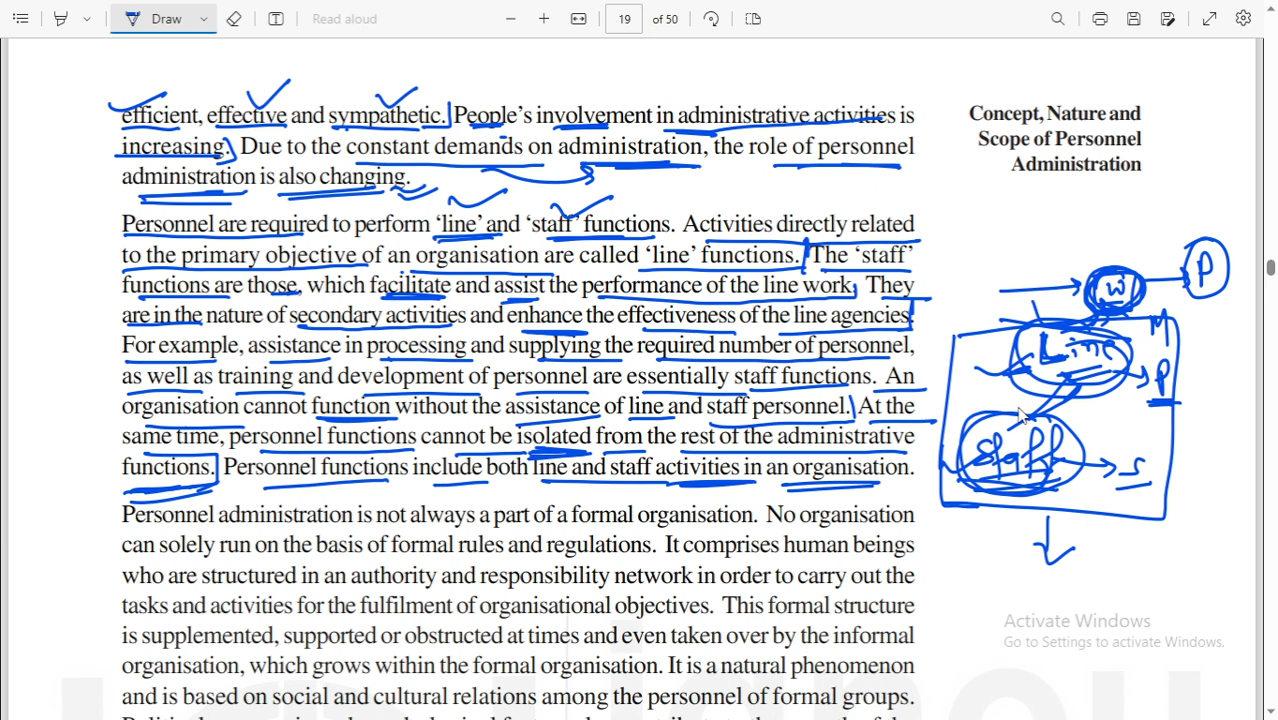 Draw
Read aloud
19 of 50
efficient, effective and sympathetic. People's involvement in administrative activities is
increasing. Due to the constant demands on administration, the role of personnel
administration is also changing.
Concept, Nature and
Scope of Personnel
Administration
Personnel are required to perform 'line' and 'staff' functions. Activities directly related
to the primary objective of an organisation are called 'line' functions. The 'staff'
functions are those, which facilitate and assist the performance of the line work. They
are in the nature of secondary activities and enhance the effectiveness of the line agencies.
For example, assistance in processing and supplying the required number of personnel,
as well as training and development of personnel are essentially staff functions. An
organisation cannot function without the assistance of line and staff personnel. At the
same time, personnel functions cannot be isolated from the rest of the administrative
functions. Personnel functions include both line and staff activities in an organisation.
W P
M
Line P
Staff S
Personnel administration is not always a part of a formal organisation. No organisation
can solely run on the basis of formal rules and regulations. It comprises human beings
who are structured in an authority and responsibility network in order to carry out the
tasks and activities for the fulfilment of organisational objectives. This formal structure
is supplemented, supported or obstructed at times and even taken over by the informal
organisation, which grows within the formal organisation. It is a natural phenomenon
and is based on social and cultural relations among the personnel of formal groups.
Activate Windows
Go to Settings to activate Windows.